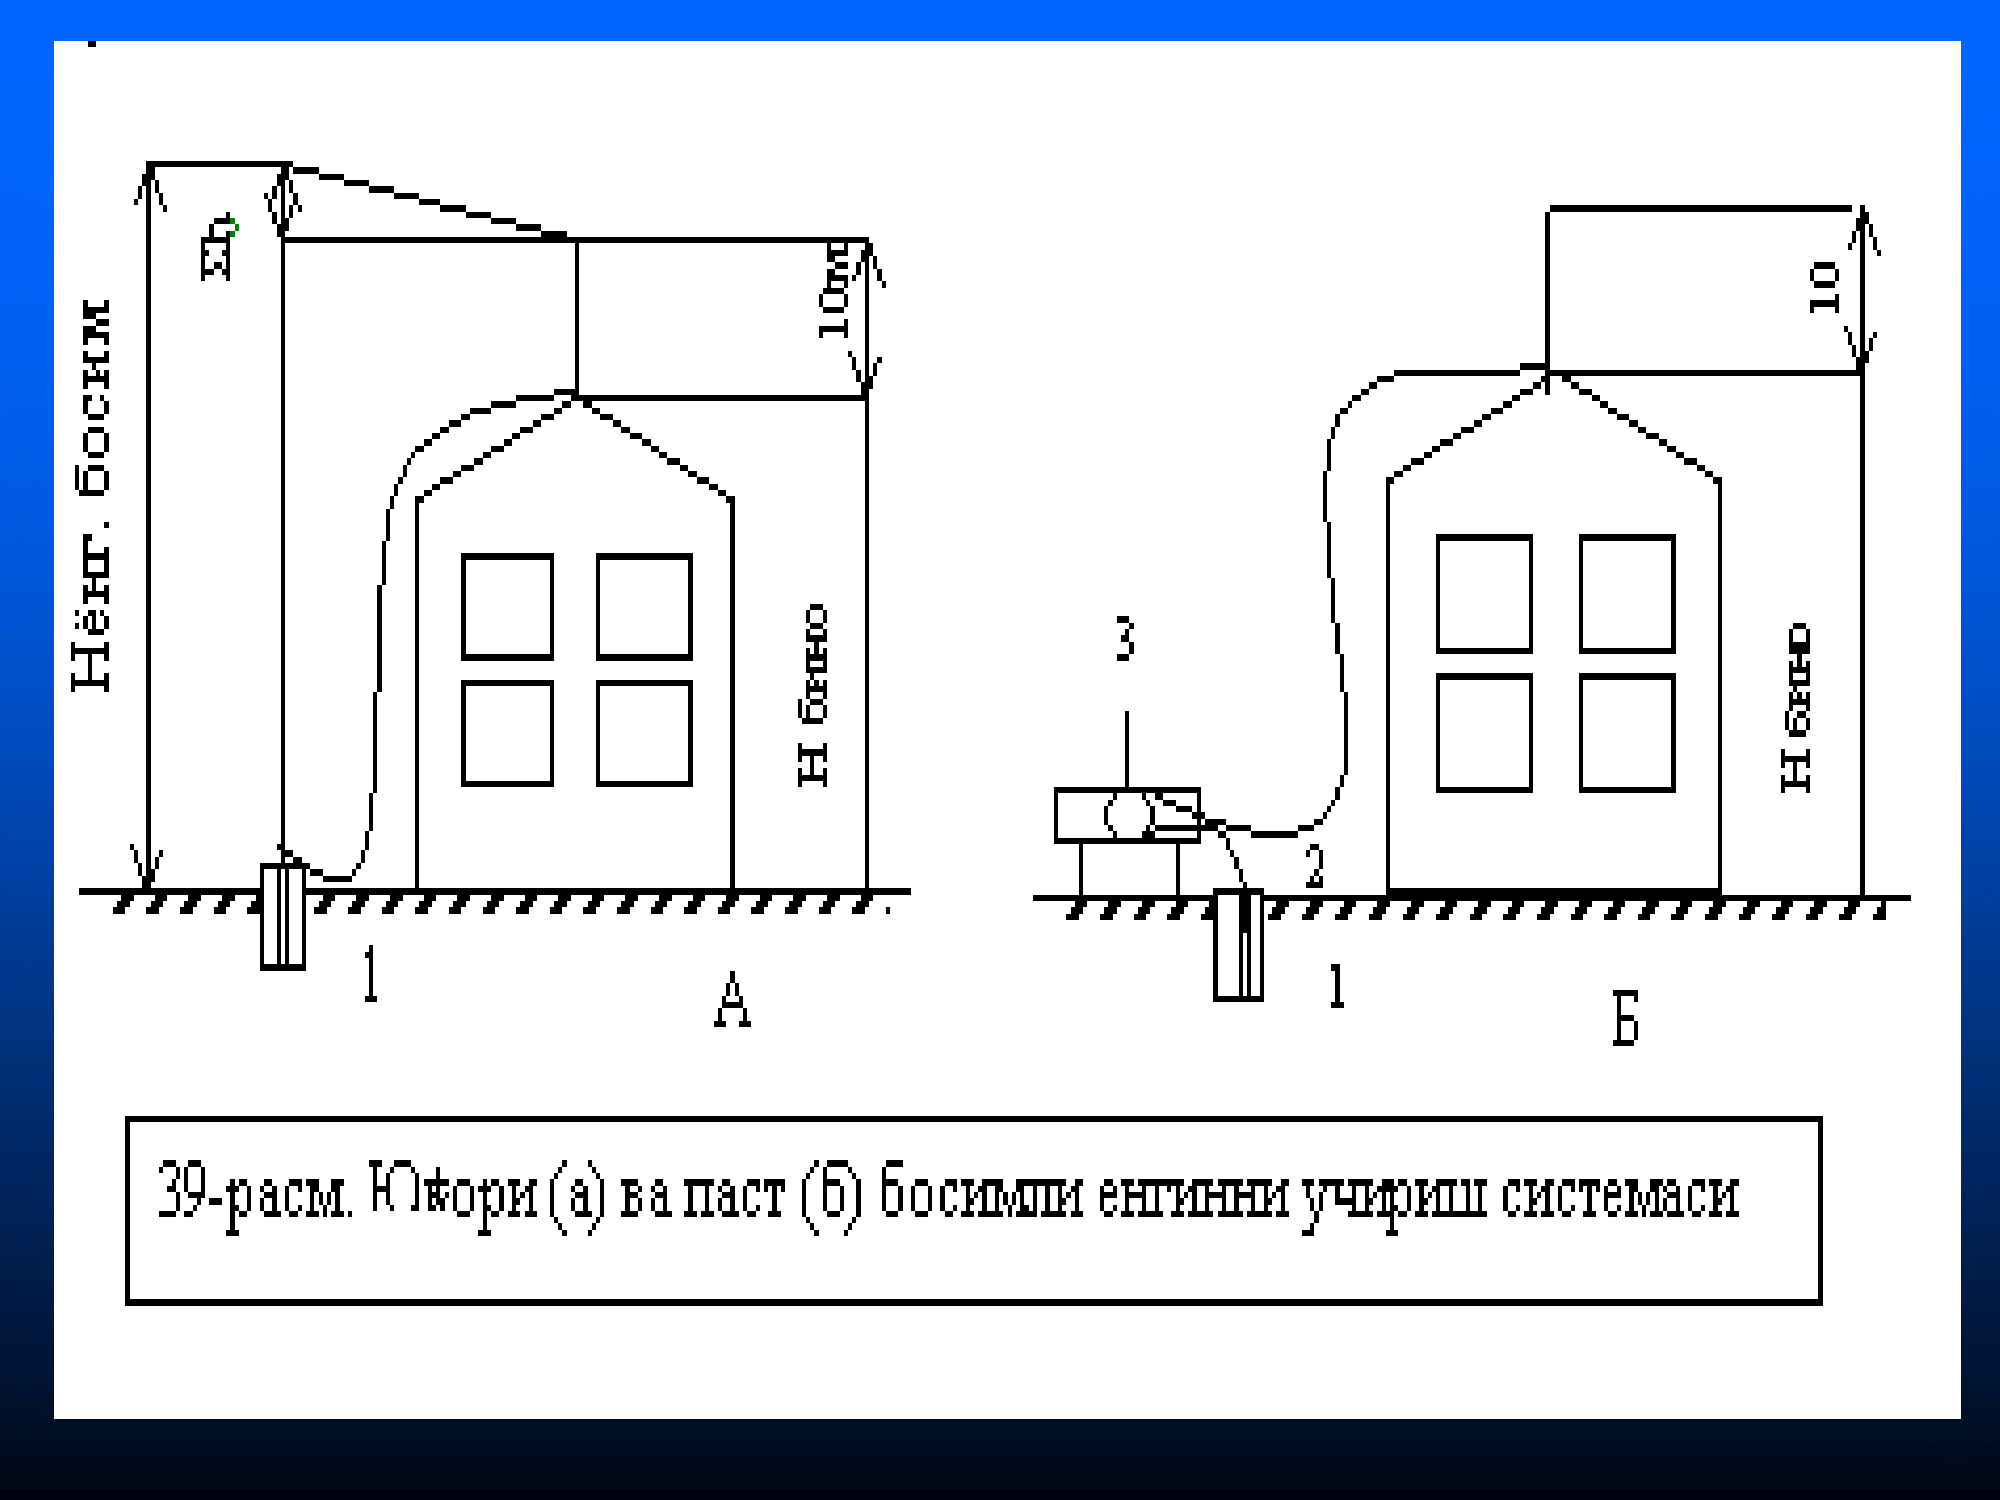 Нёнг. босим
10м
Н бино
1
А
10
Н бино
3
2
1
Б
39-расм. Юқори (а) ва паст (б) босимли енгинни учириш системаси